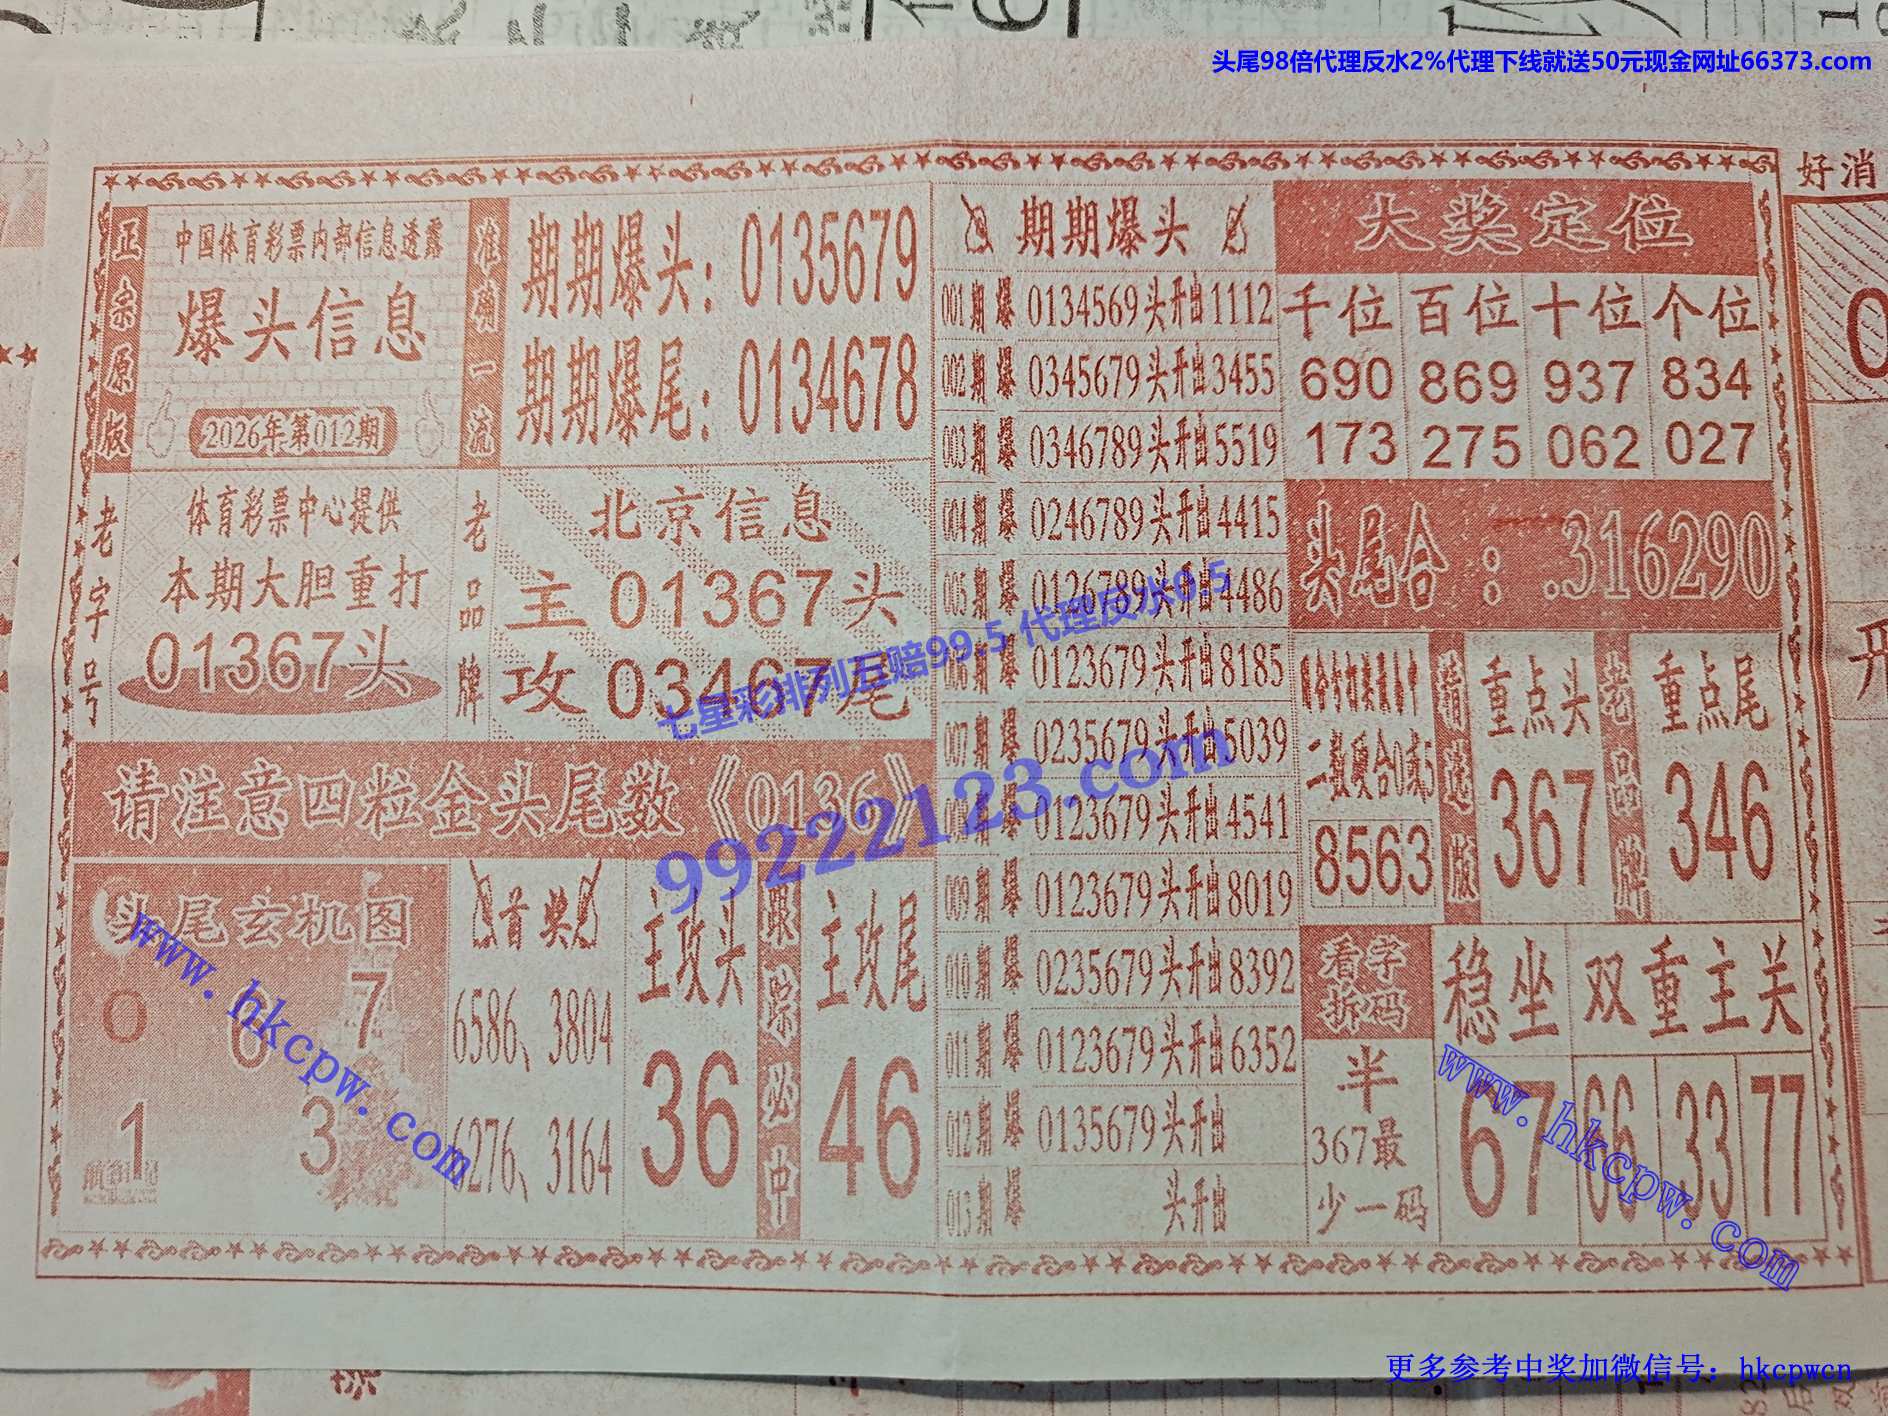 头尾98倍代理反水2%代理下线就送50元现金网址66373.com
好消
正宗原版
中国体育彩票内部信息透露
爆头信息
2026年第012期
准确一流
期期爆头：0135679
期期爆尾：0134678
老字号
体育彩票中心提供
本期大胆重打
01367头
老品牌
北京信息
主 01367头
攻 03467尾
请注意四粒金头尾数《0136》
头尾玄机图
0 6 7
1 3
首奖
6586、3804
6276、3164
主攻头
36
跟踪必中
主攻尾
46
期期爆头
001期 爆 0134569头开出1112
002期 爆 0345679头开出3455
003期 爆 0346789头开出5519
004期 爆 0246789头开出4415
005期 爆 0126789头开出4486
006期 爆 0123679头开出8185
007期 爆 0235679头开出5039
008期 爆 0123679头开出4541
009期 爆 0123679头开出8019
010期 爆 0235679头开出8392
011期 爆 0123679头开出6352
012期 爆 0135679头开出
013期 爆 头开出
大奖定位
千位 百位 十位 个位
690 869 937 834
173 275 062 027
头尾合：.316290
二数硬合0或5
8563
精选版
重点头
367
老品牌
重点尾
346
看字拆码
半
367最
少一码
稳坐
67
双重主关
66 33 77
七星彩排列五赔99.5 代理反水0.5
99222123.com
www.hkcpw.com
www.hkcpw.com
更多参考中奖加微信号：hkcpwcn